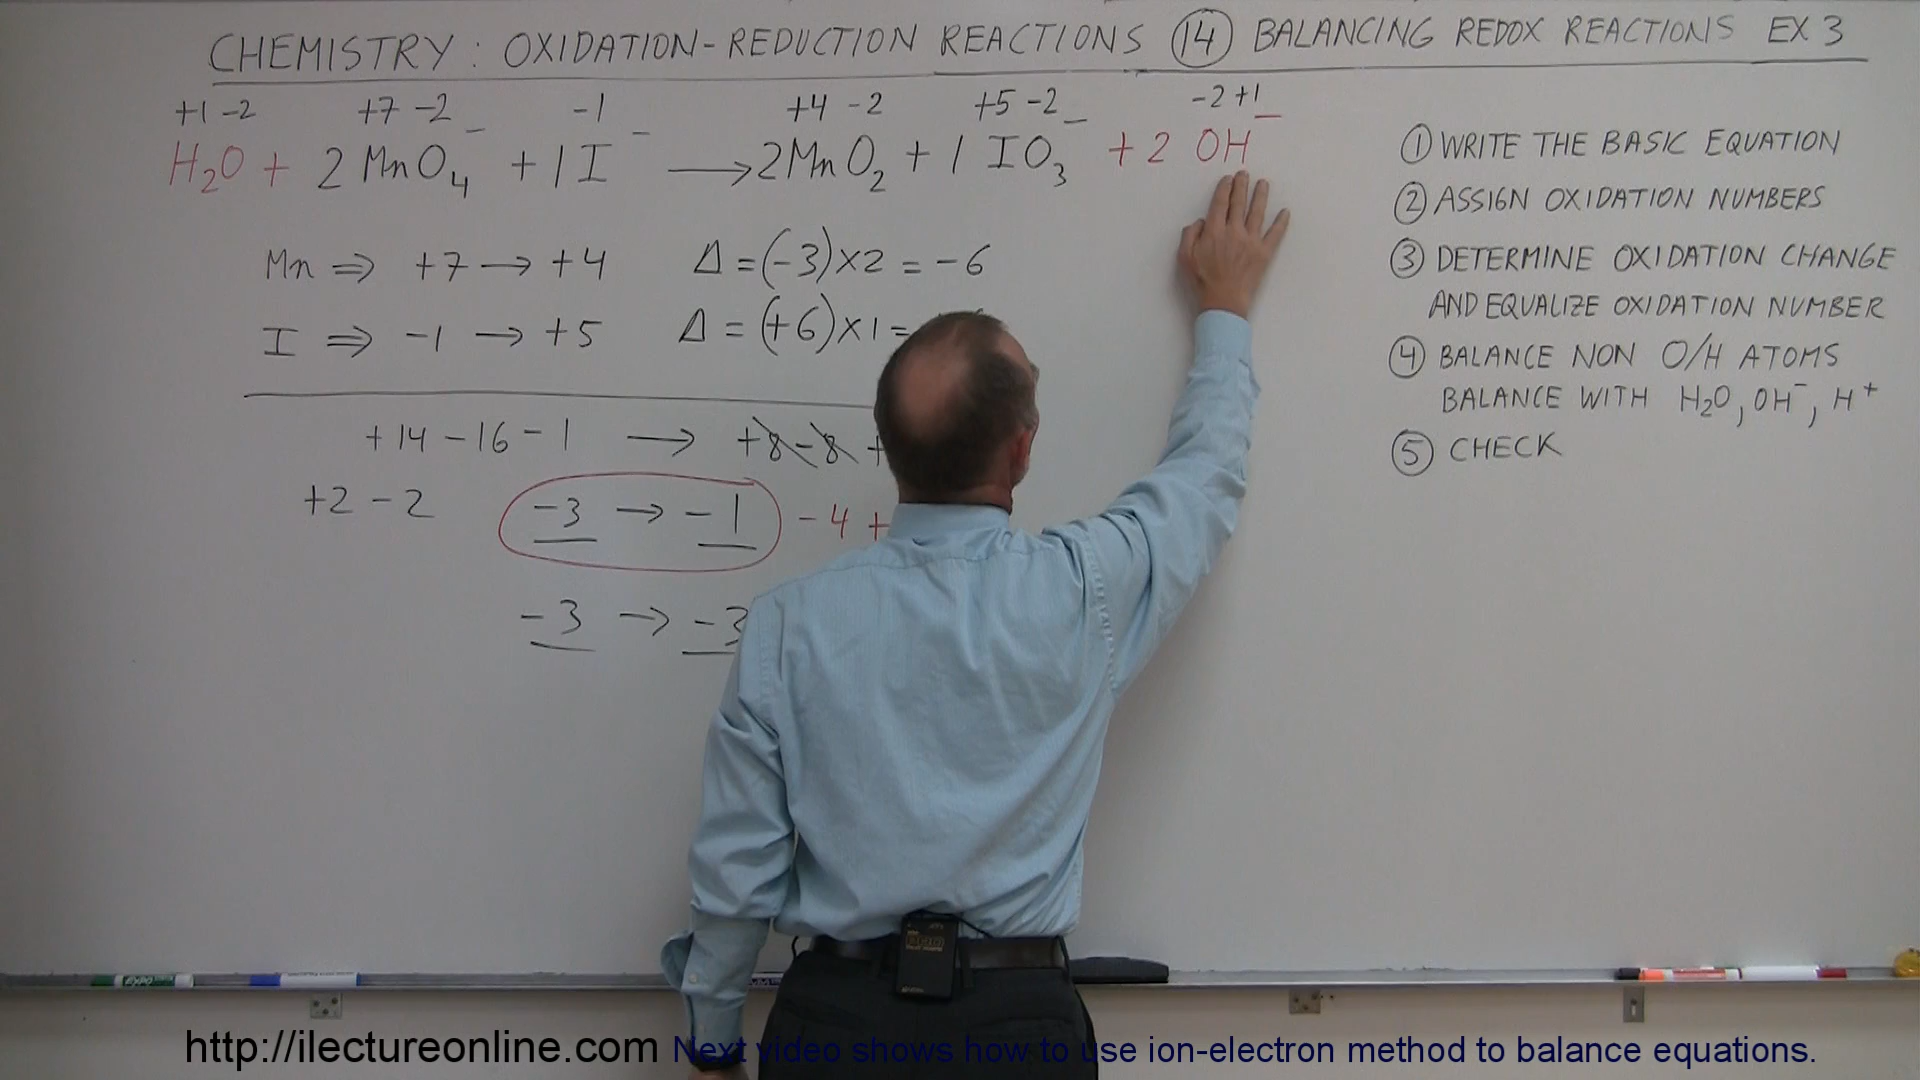 CHEMISTRY: OXIDATION-REDUCTION REACTIONS (14) BALANCING REDOX REACTIONS EX 3
+1 -2 +7 -2 -1 +4 -2 +5 -2 -2 +1
H₂O + 2 MnO₄⁻ + 1 I⁻ → 2 MnO₂ + 1 IO₃⁻ + 2 OH⁻
Mn ⇒ +7 → +4 Δ = (-3)×2 = -6
I ⇒ -1 → +5 Δ = (+6)×1 =
+14 -16 -1 → +8 -8 +
+2 -2 -3 → -1 -4 +
-3 → -3
① WRITE THE BASIC EQUATION
② ASSIGN OXIDATION NUMBERS
③ DETERMINE OXIDATION CHANGE
AND EQUALIZE OXIDATION NUMBER
④ BALANCE NON O/H ATOMS
BALANCE WITH H₂O, OH⁻, H⁺
⑤ CHECK
http://ilectureonline.com Next video shows how to use ion-electron method to balance equations.